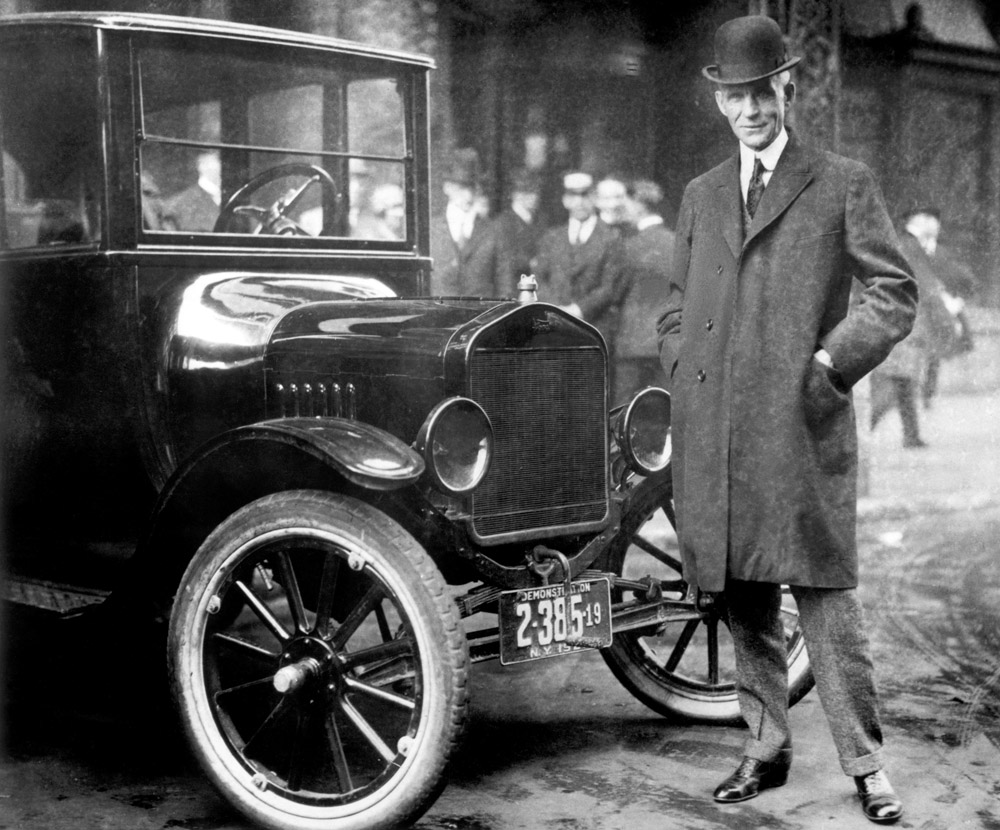 DEMONSTRATION
2-385-19
N.Y.